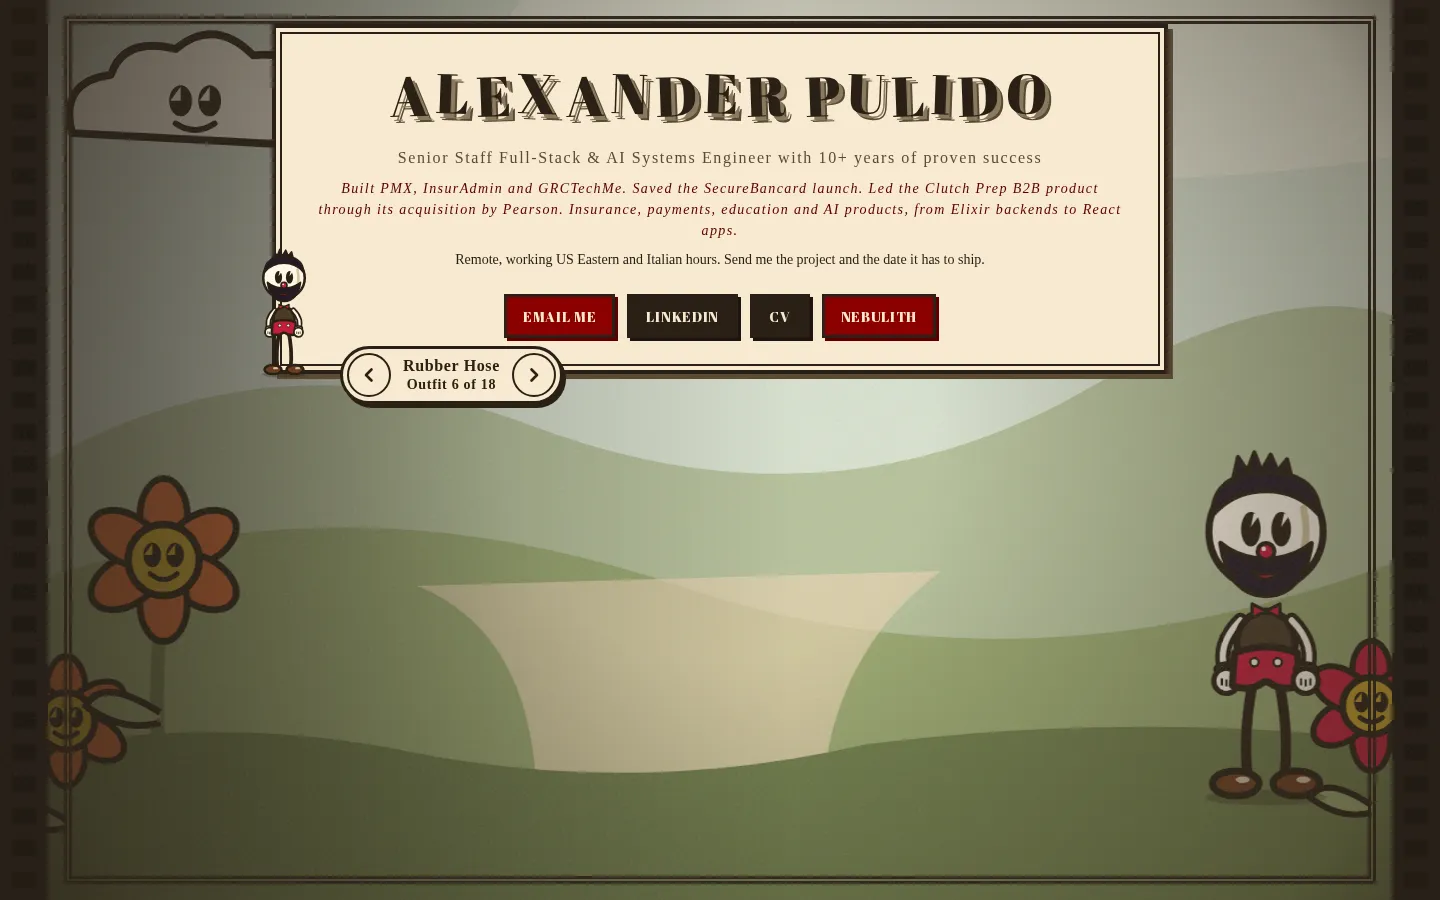 ALEXANDER PULIDO
Senior Staff Full-Stack & AI Systems Engineer with 10+ years of proven success
Built PMX, InsurAdmin and GRCTechMe. Saved the SecureBancard launch. Led the Clutch Prep B2B product
through its acquisition by Pearson. Insurance, payments, education and AI products, from Elixir backends to React
apps.
Remote, working US Eastern and Italian hours. Send me the project and the date it has to ship.
EMAIL ME
LINKEDIN
CV
NEBULITH
Rubber Hose
Outfit 6 of 18